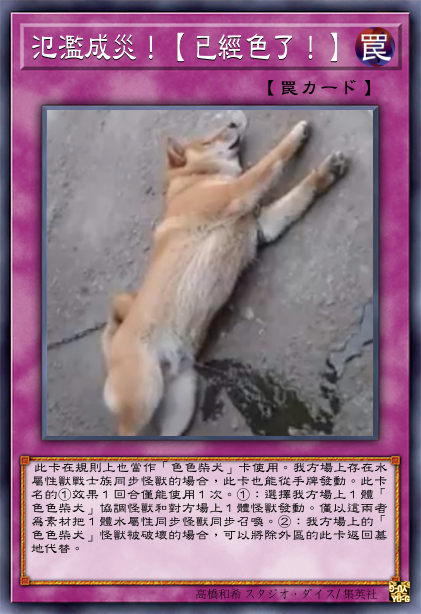 氾濫成災！【已經色了！】 罠
【罠カード】
此卡在規則上也當作「色色柴犬」卡使用。我方場上存在水
屬性獸戰士族同步怪獸的場合，此卡也能從手牌發動。此卡
名的①效果１回合僅能使用１次。①：選擇我方場上１體「
色色柴犬」協調怪獸和對方場上１體怪獸發動。僅以這兩者
為素材把１體水屬性同步怪獸同步召喚。②：我方場上的「
色色柴犬」怪獸被破壞的場合，可以將除外區的此卡返回墓
地代替。
高橋和希 スタジオ・ダイス/集英社